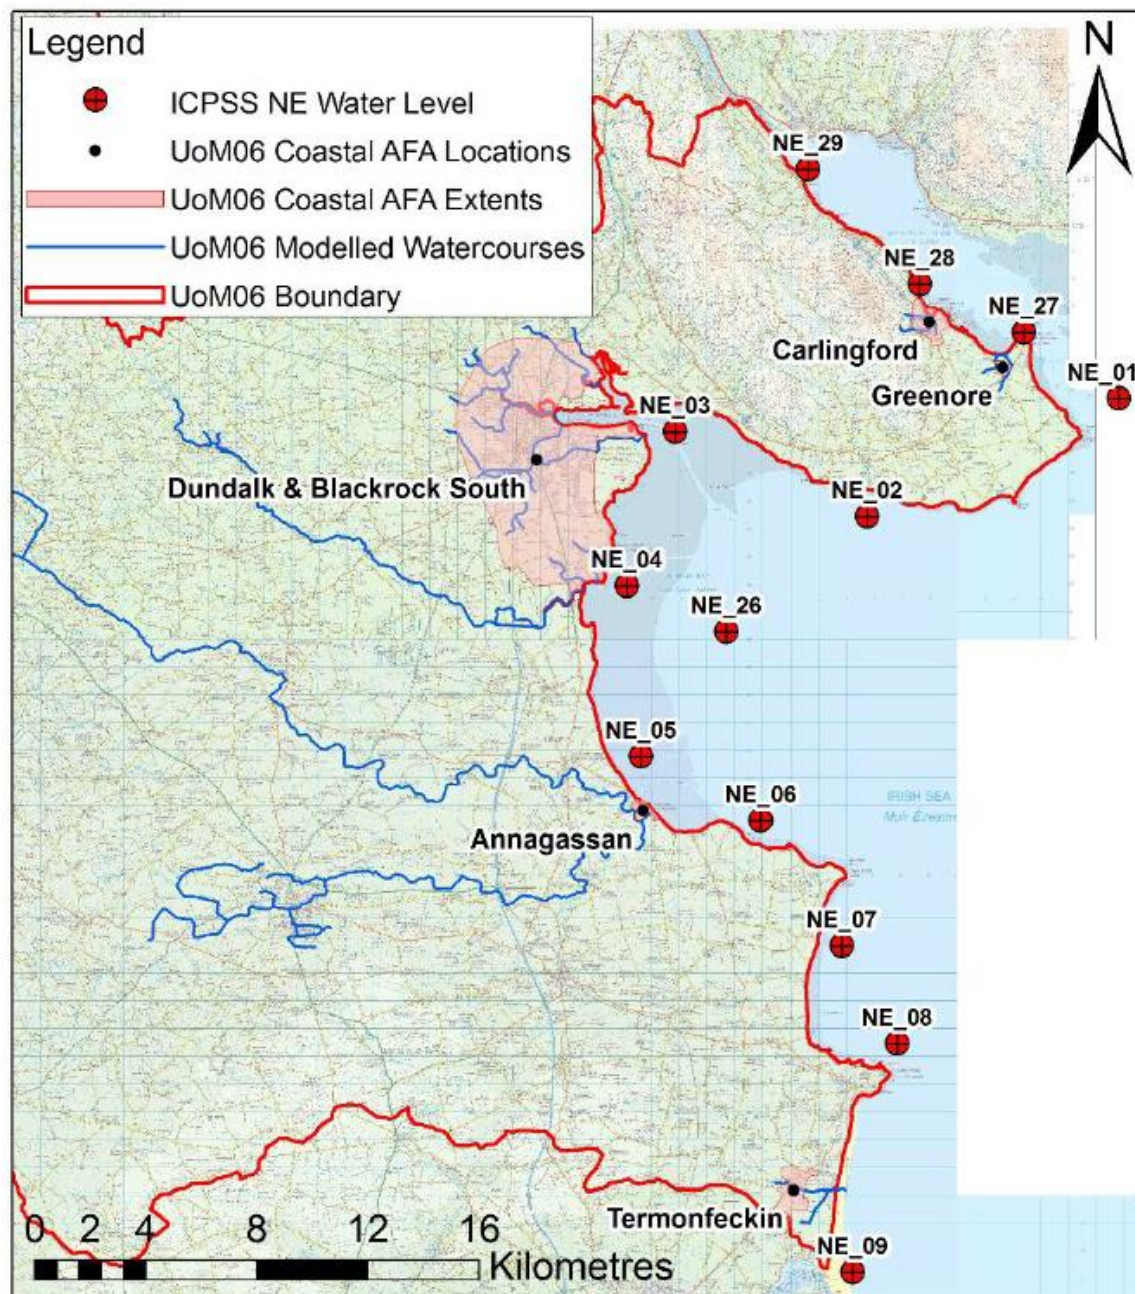 Legend
ICPSS NE Water Level
UoM06 Coastal AFA Locations
UoM06 Coastal AFA Extents
UoM06 Modelled Watercourses
UoM06 Boundary
N
NE_29
NE_28
NE_27
Carlingford
NE_01
Greenore
NE_03
Dundalk & Blackrock South
NE_02
NE_04
NE_26
NE_05
NE_06
IRISH SEA
Annagassan
NE_07
NE_08
Termonfeckin
0 2 4 8 12 16
NE_09
Kilometres